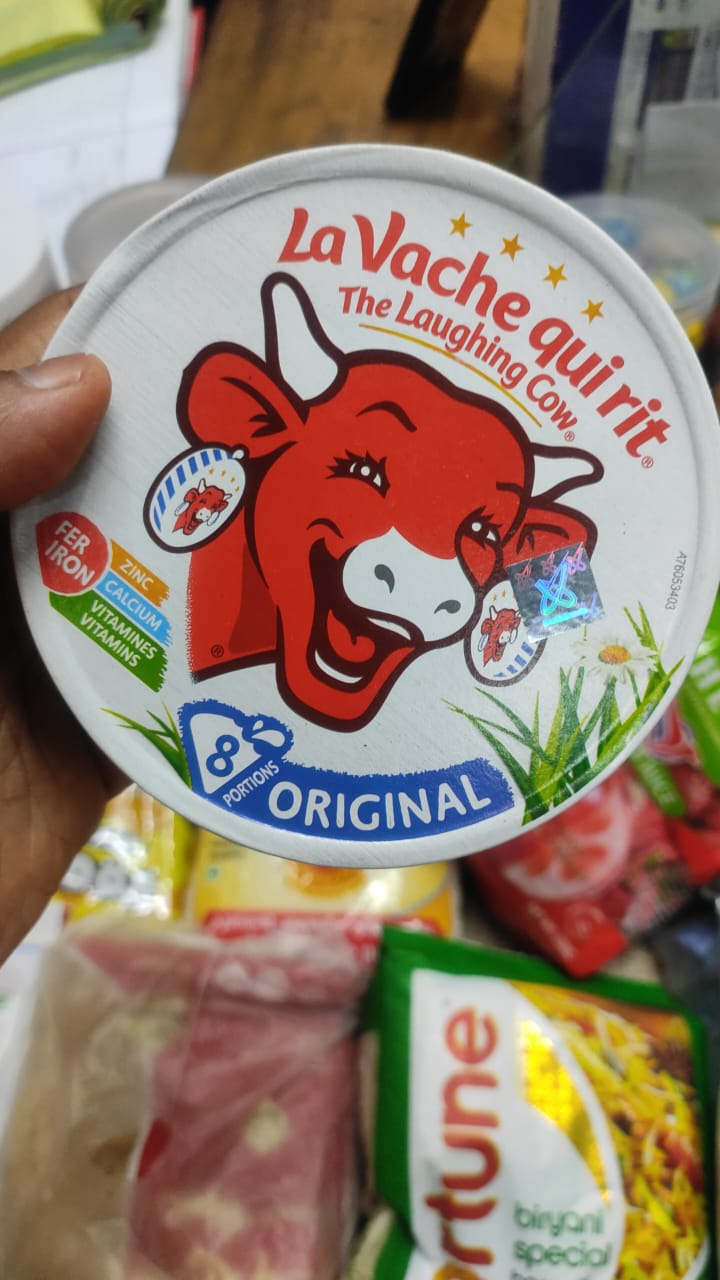 La Vache qui rit®
The Laughing Cow®
FER
IRON
ZINC
CALCIUM
VITAMINES
VITAMINS
A76053403
8
PORTIONS
ORIGINAL
rtune
biryani
special